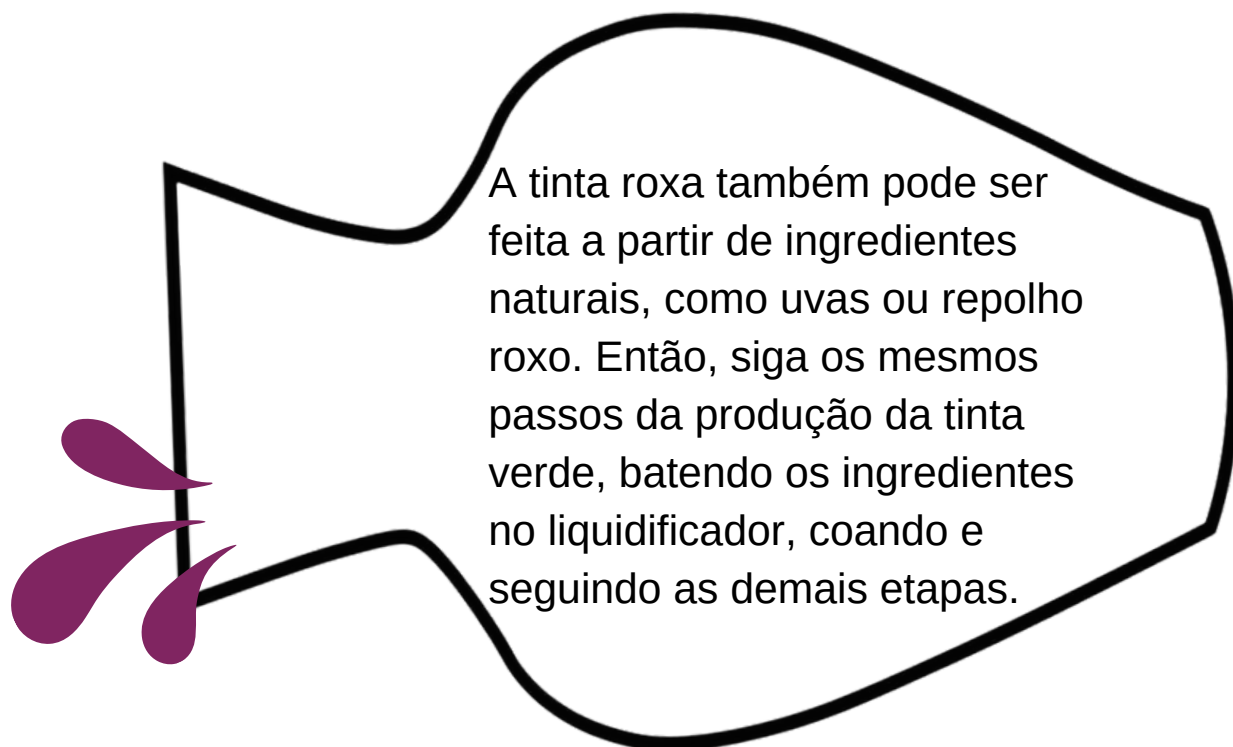 A tinta roxa também pode ser
feita a partir de ingredientes
naturais, como uvas ou repolho
roxo. Então, siga os mesmos
passos da produção da tinta
verde, batendo os ingredientes
no liquidificador, coando e
seguindo as demais etapas.